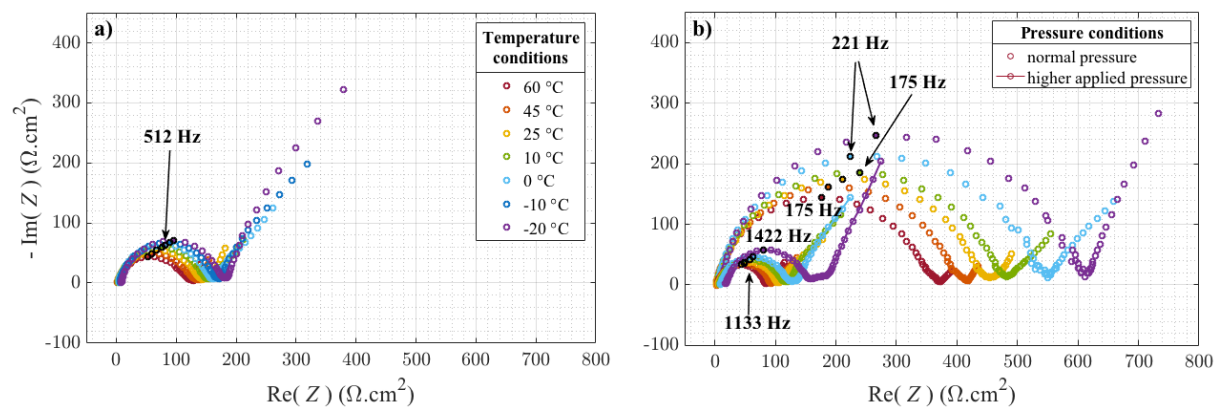 a)
400
300
200
100
0
-100
0 100 200 300 400 500 600 700 800
- Im( Z ) (Ω.cm2)
Re( Z ) (Ω.cm2)
512 Hz
Temperature
conditions
60 °C
45 °C
25 °C
10 °C
0 °C
-10 °C
-20 °C
b)
400
300
200
100
0
-100
0 100 200 300 400 500 600 700 800
Re( Z ) (Ω.cm2)
221 Hz
175 Hz
175 Hz
1422 Hz
1133 Hz
Pressure conditions
normal pressure
higher applied pressure